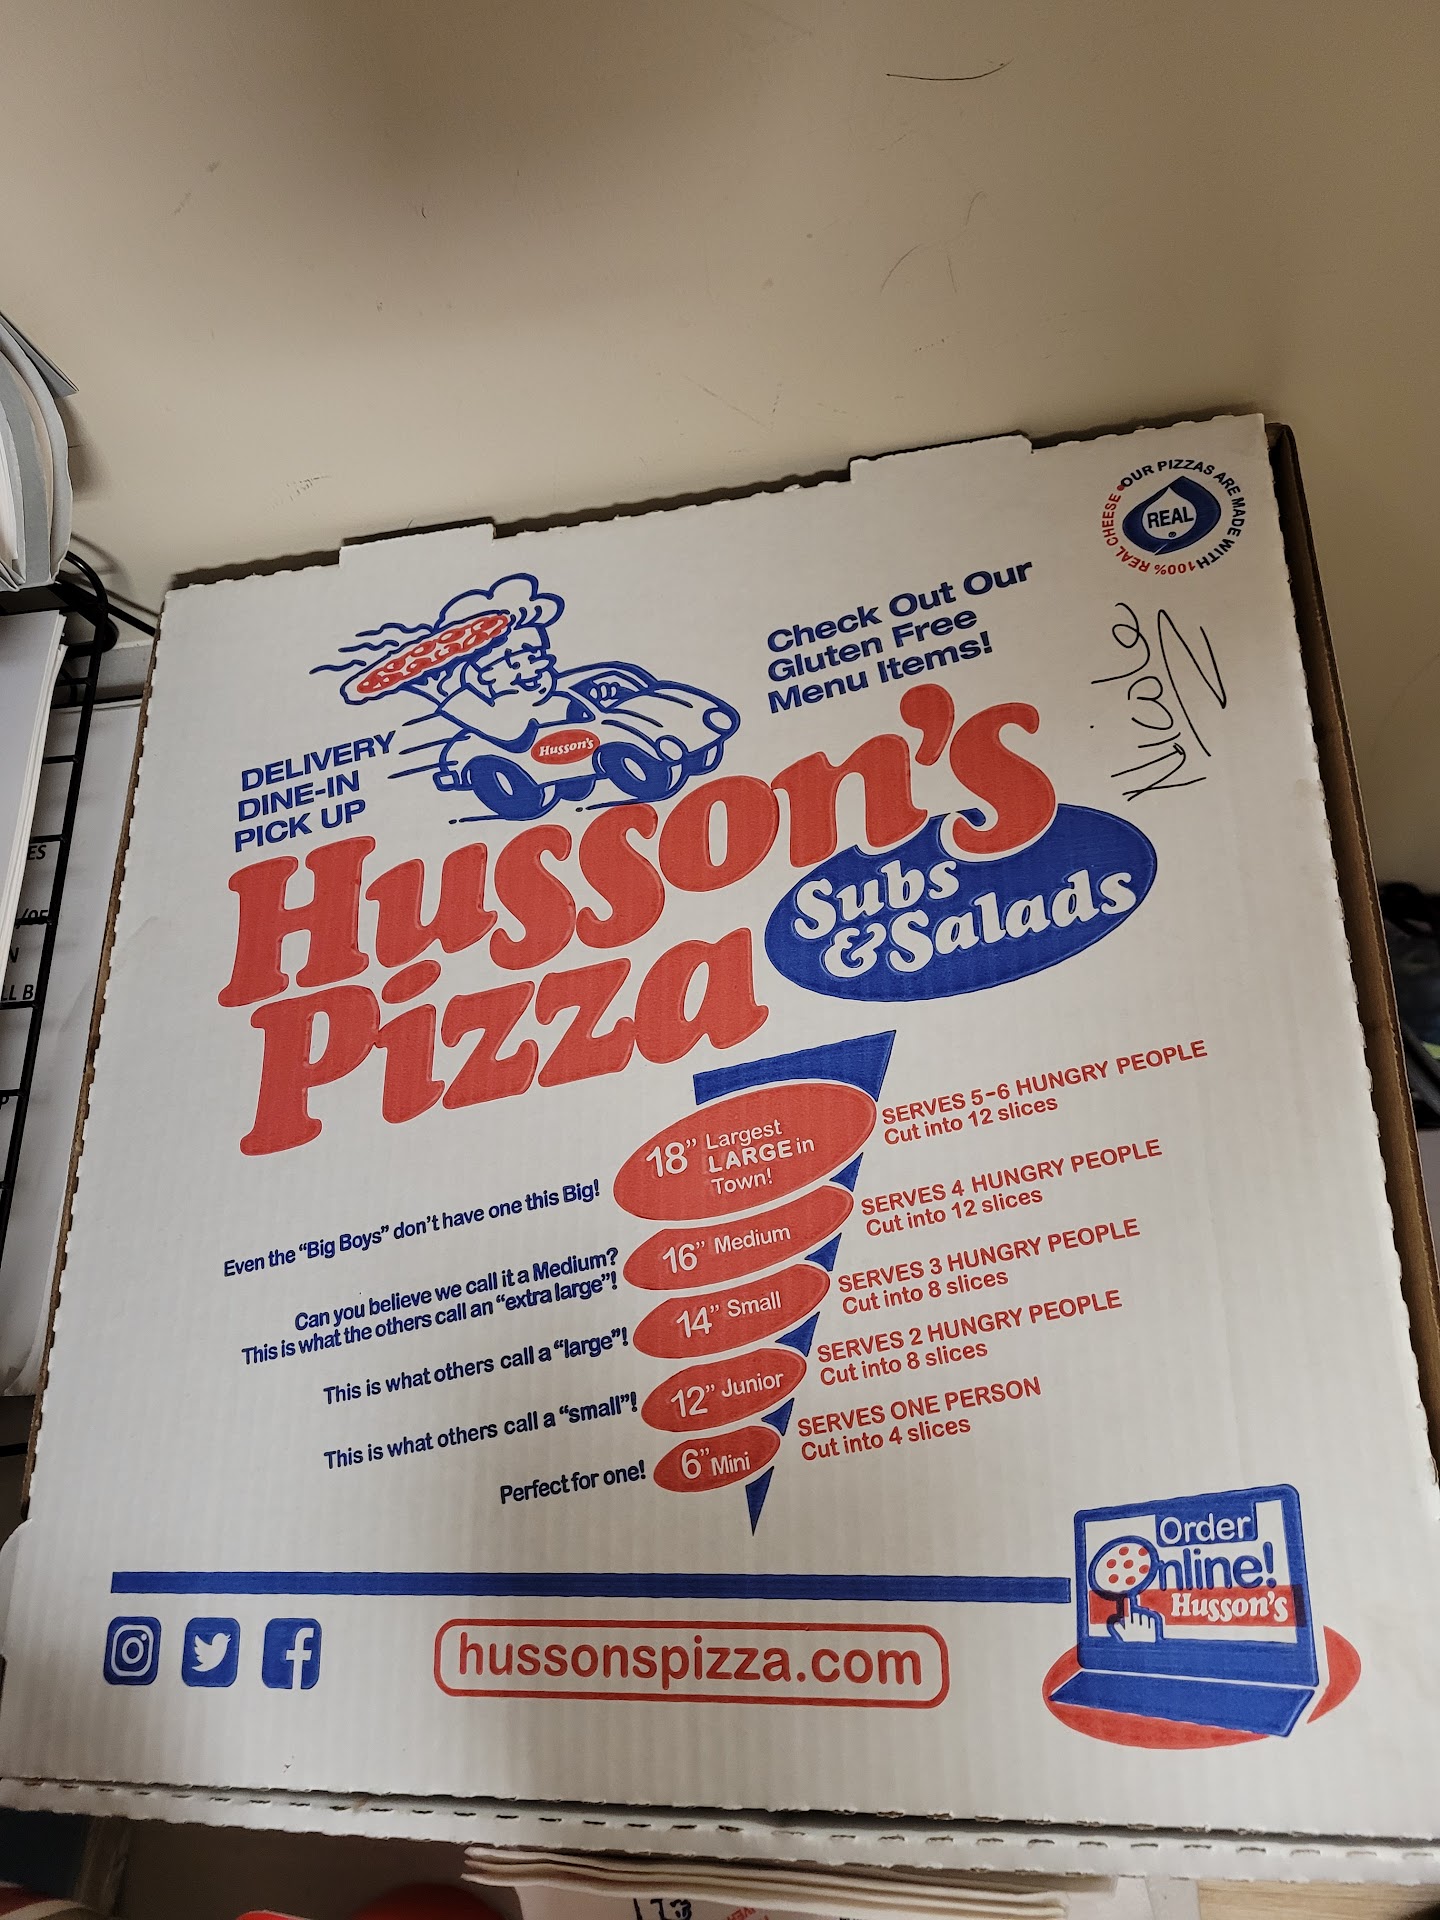 OUR PIZZAS ARE MADE WITH 100% REAL CHEESE
REAL
®
Check Out Our
Gluten Free
Menu Items!
Nicole
DELIVERY
DINE-IN
PICK UP
Husson's
Husson's
Pizza
Subs
& Salads
18” Largest
LARGE in
Town!
SERVES 5-6 HUNGRY PEOPLE
Cut into 12 slices
Even the “Big Boys” don’t have one this Big!
16” Medium
SERVES 4 HUNGRY PEOPLE
Cut into 12 slices
Can you believe we call it a Medium?
This is what the others call an “extra large”!
14” Small
SERVES 3 HUNGRY PEOPLE
Cut into 8 slices
This is what others call a “large”!
12” Junior
SERVES 2 HUNGRY PEOPLE
Cut into 8 slices
This is what others call a “small”!
6” Mini
SERVES ONE PERSON
Cut into 4 slices
Perfect for one!
Order
Online!
Husson's
hussonspizza.com